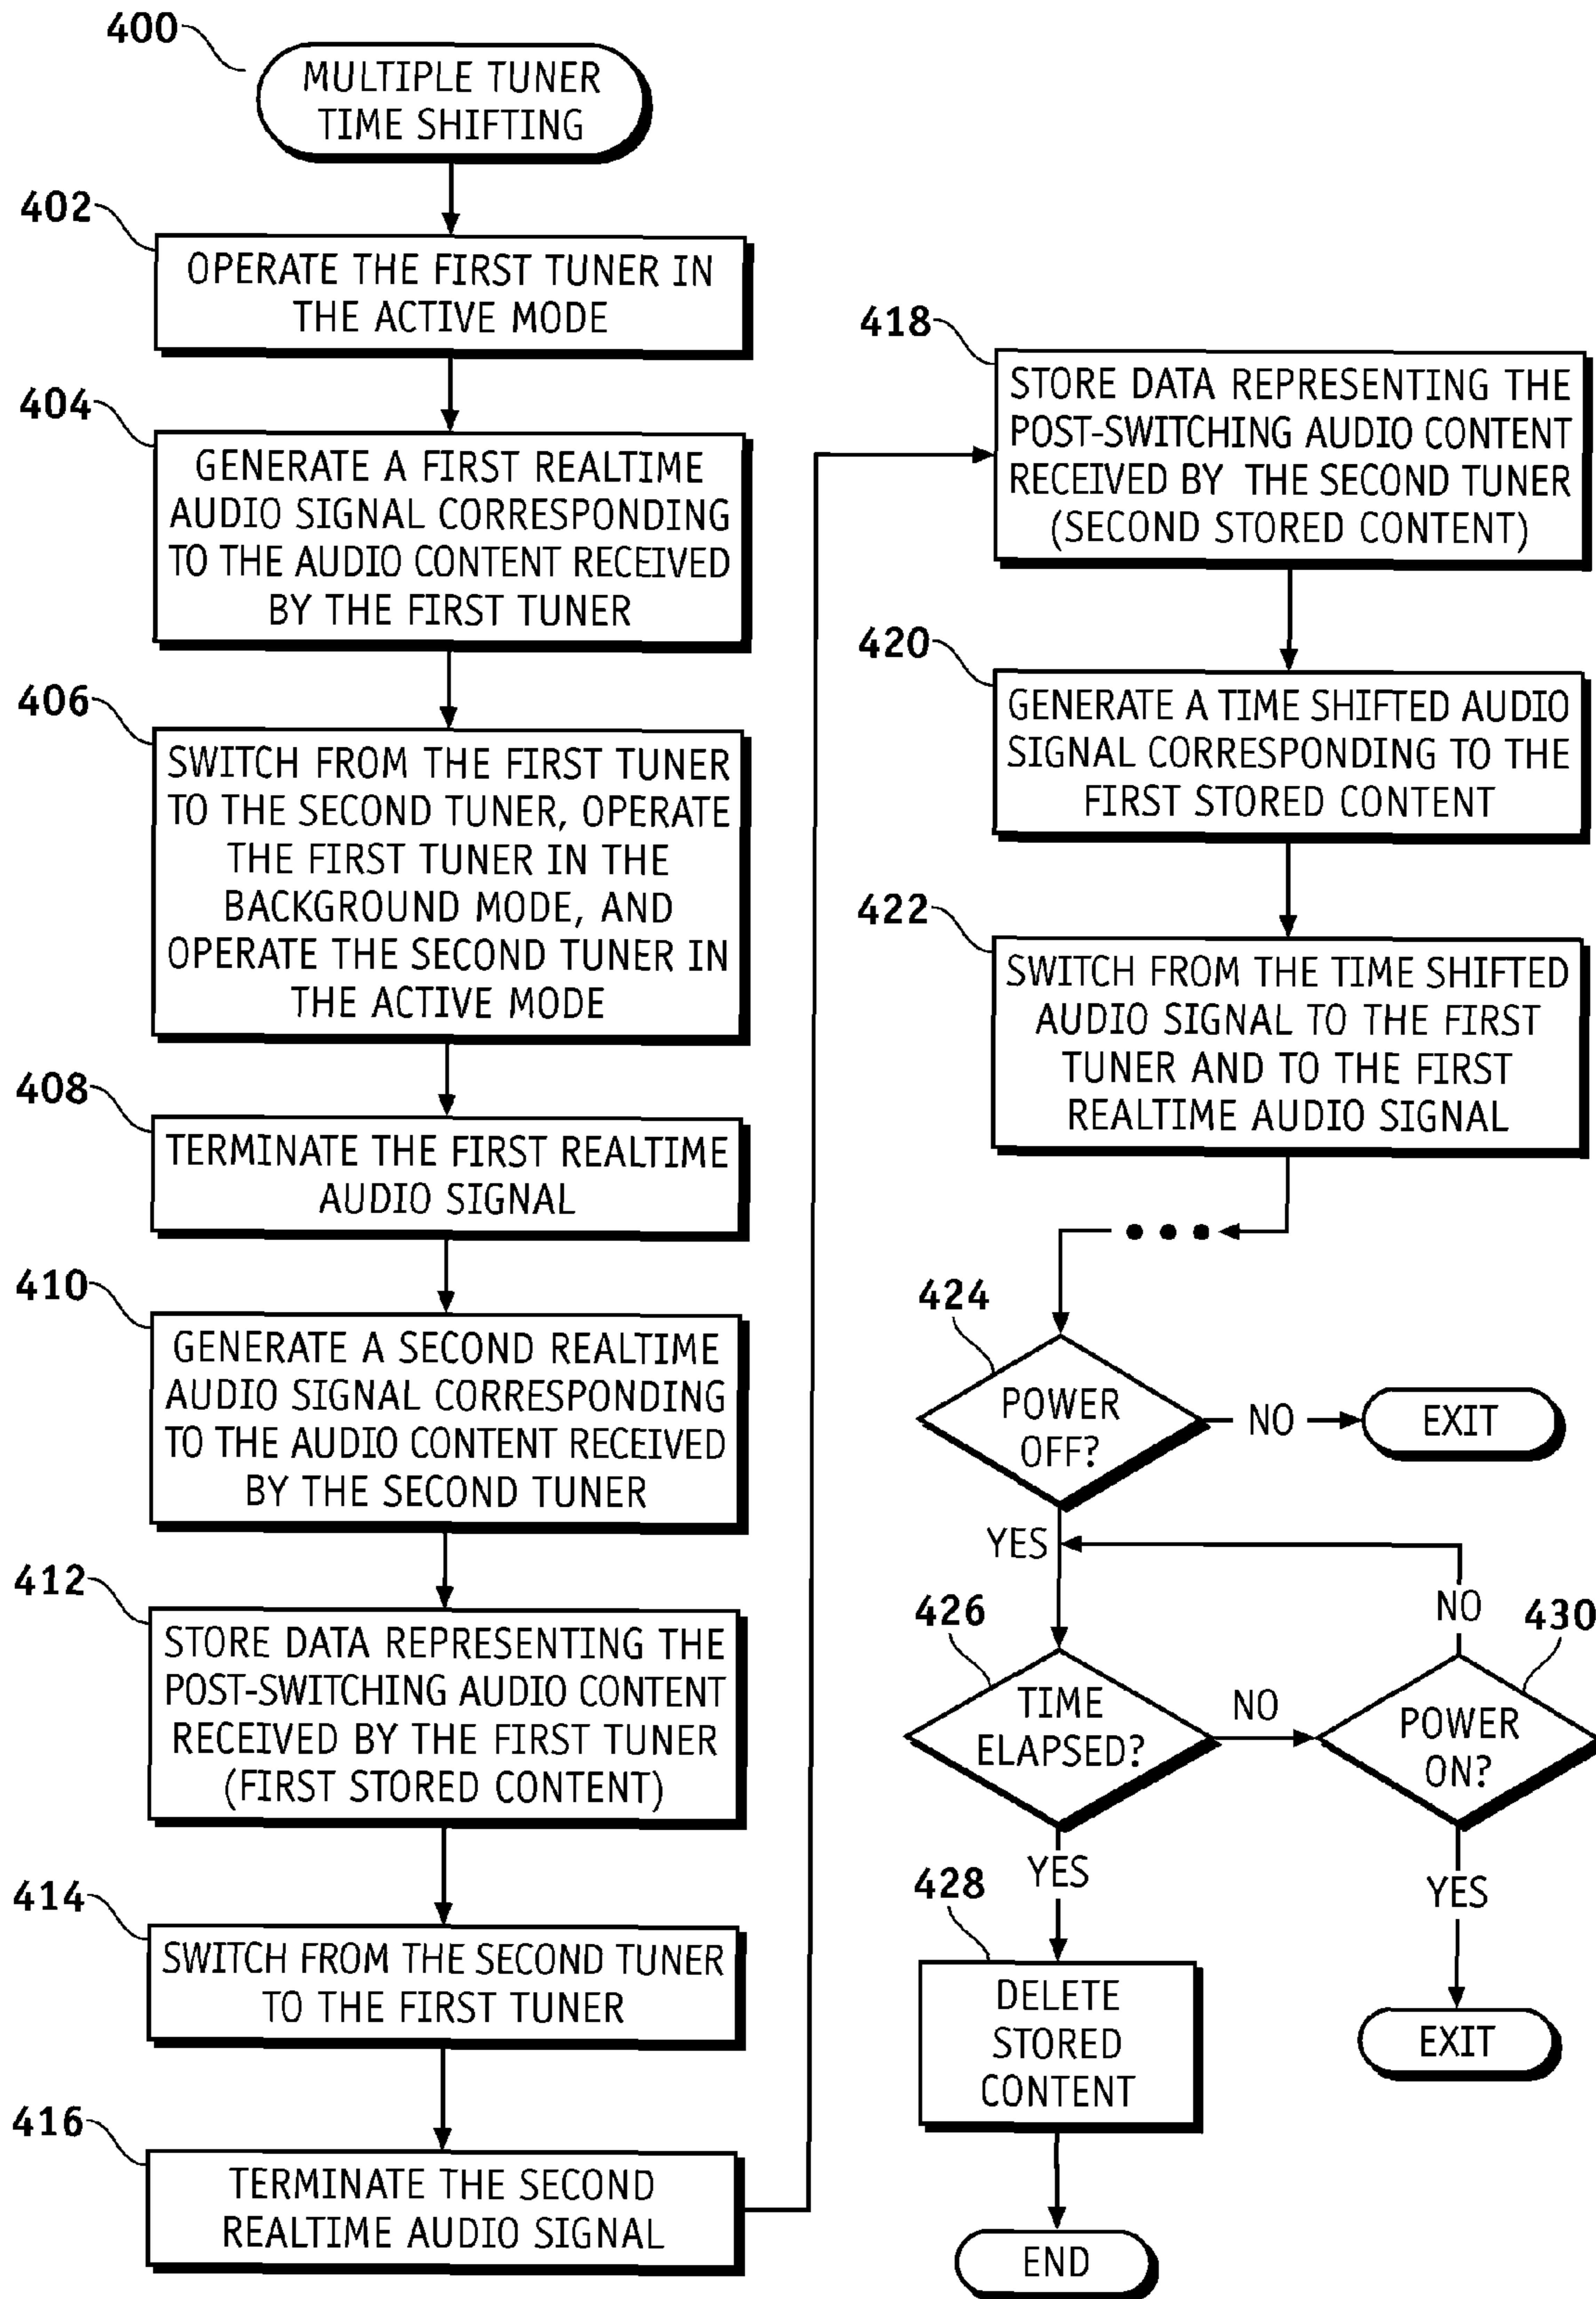 400
MULTIPLE TUNER
TIME SHIFTING
402
OPERATE THE FIRST TUNER IN
THE ACTIVE MODE
404
GENERATE A FIRST REALTIME
AUDIO SIGNAL CORRESPONDING
TO THE AUDIO CONTENT RECEIVED
BY THE FIRST TUNER
406
SWITCH FROM THE FIRST TUNER
TO THE SECOND TUNER, OPERATE
THE FIRST TUNER IN THE
BACKGROUND MODE, AND
OPERATE THE SECOND TUNER IN
THE ACTIVE MODE
408
TERMINATE THE FIRST REALTIME
AUDIO SIGNAL
410
GENERATE A SECOND REALTIME
AUDIO SIGNAL CORRESPONDING
TO THE AUDIO CONTENT RECEIVED
BY THE SECOND TUNER
412
STORE DATA REPRESENTING THE
POST-SWITCHING AUDIO CONTENT
RECEIVED BY THE FIRST TUNER
(FIRST STORED CONTENT)
414
SWITCH FROM THE SECOND TUNER
TO THE FIRST TUNER
416
TERMINATE THE SECOND
REALTIME AUDIO SIGNAL
418
STORE DATA REPRESENTING THE
POST-SWITCHING AUDIO CONTENT
RECEIVED BY THE SECOND TUNER
(SECOND STORED CONTENT)
420
GENERATE A TIME SHIFTED AUDIO
SIGNAL CORRESPONDING TO THE
FIRST STORED CONTENT
422
SWITCH FROM THE TIME SHIFTED
AUDIO SIGNAL TO THE FIRST
TUNER AND TO THE FIRST
REALTIME AUDIO SIGNAL
424
POWER
OFF?
NO
EXIT
YES
426
TIME
ELAPSED?
NO
430
POWER
ON?
NO
YES
EXIT
YES
428
DELETE
STORED
CONTENT
END